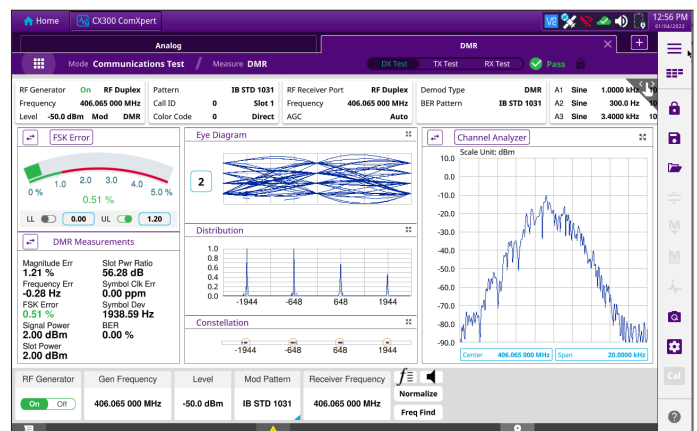 Home
CX300 ComXpert
12:56 PM
01/04/2022
Analog
DMR
Mode Communications Test / Measure DMR
DX Test TX Test RX Test Pass
RF Generator On RF Duplex
Frequency 406.065 000 MHz
Level -50.0 dBm Mod DMR
Pattern IB STD 1031
Call ID 0 Slot 1
Color Code 0 Direct
RF Receiver Port RF Duplex
Frequency 406.065 000 MHz
AGC Auto
Demod Type DMR
BER Pattern IB STD 1031
A1 Sine 1.0000 kHz 10
A2 Sine 300.0 Hz 10
A3 Sine 3.4000 kHz 10
FSK Error
0 % 1.0 2.0 3.0 4.0 5.0 %
0.51 %
LL 0.00 UL 1.20
DMR Measurements
Magnitude Err Slot Pwr Ratio
1.21 % 56.28 dB
Frequency Err Symbol Clk Err
-0.28 Hz 0.00 ppm
FSK Error Symbol Dev
0.51 % 1938.59 Hz
Signal Power BER
2.00 dBm 0.00 %
Slot Power
2.00 dBm
Eye Diagram
2
Distribution
1.0
0.8
0.6
0.4
0.2
0.0
-1944 -648 648 1944
Constellation
-1944 -648 648 1944
Channel Analyzer
Scale Unit: dBm
10.0
0.0
-10.0
-20.0
-30.0
-40.0
-50.0
-60.0
-70.0
-80.0
-90.0
Center 406.065 000 MHz Span 20.0000 kHz
RF Generator Gen Frequency Level Mod Pattern Receiver Frequency
On Off 406.065 000 MHz -50.0 dBm IB STD 1031 406.065 000 MHz
Normalize
Freq Find
M
M
Cal